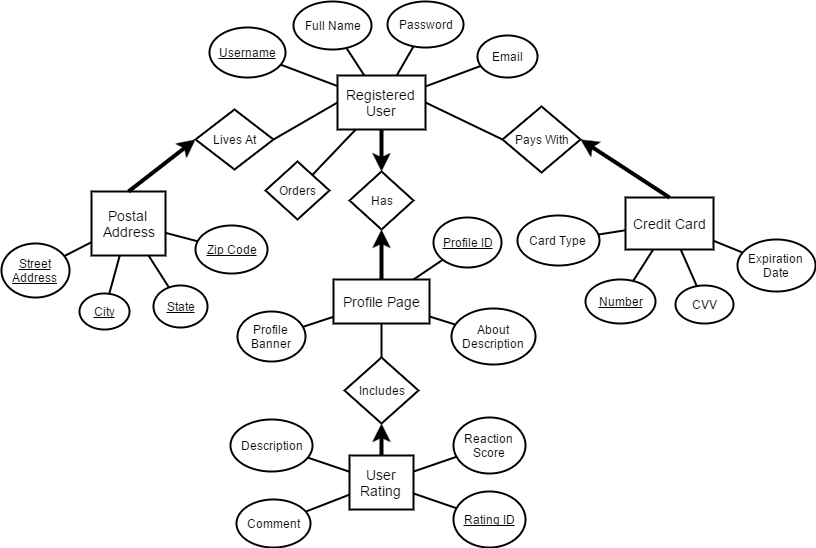 Full Name
Password
Username
Email
Registered
User
Lives At
Pays With
Orders
Has
Postal
Address
Credit Card
Zip Code
Profile ID
Card Type
Street
Address
Expiration
Date
City
State
Profile Page
Number
CVV
Profile
Banner
About
Description
Includes
Description
Reaction
Score
User
Rating
Comment
Rating ID